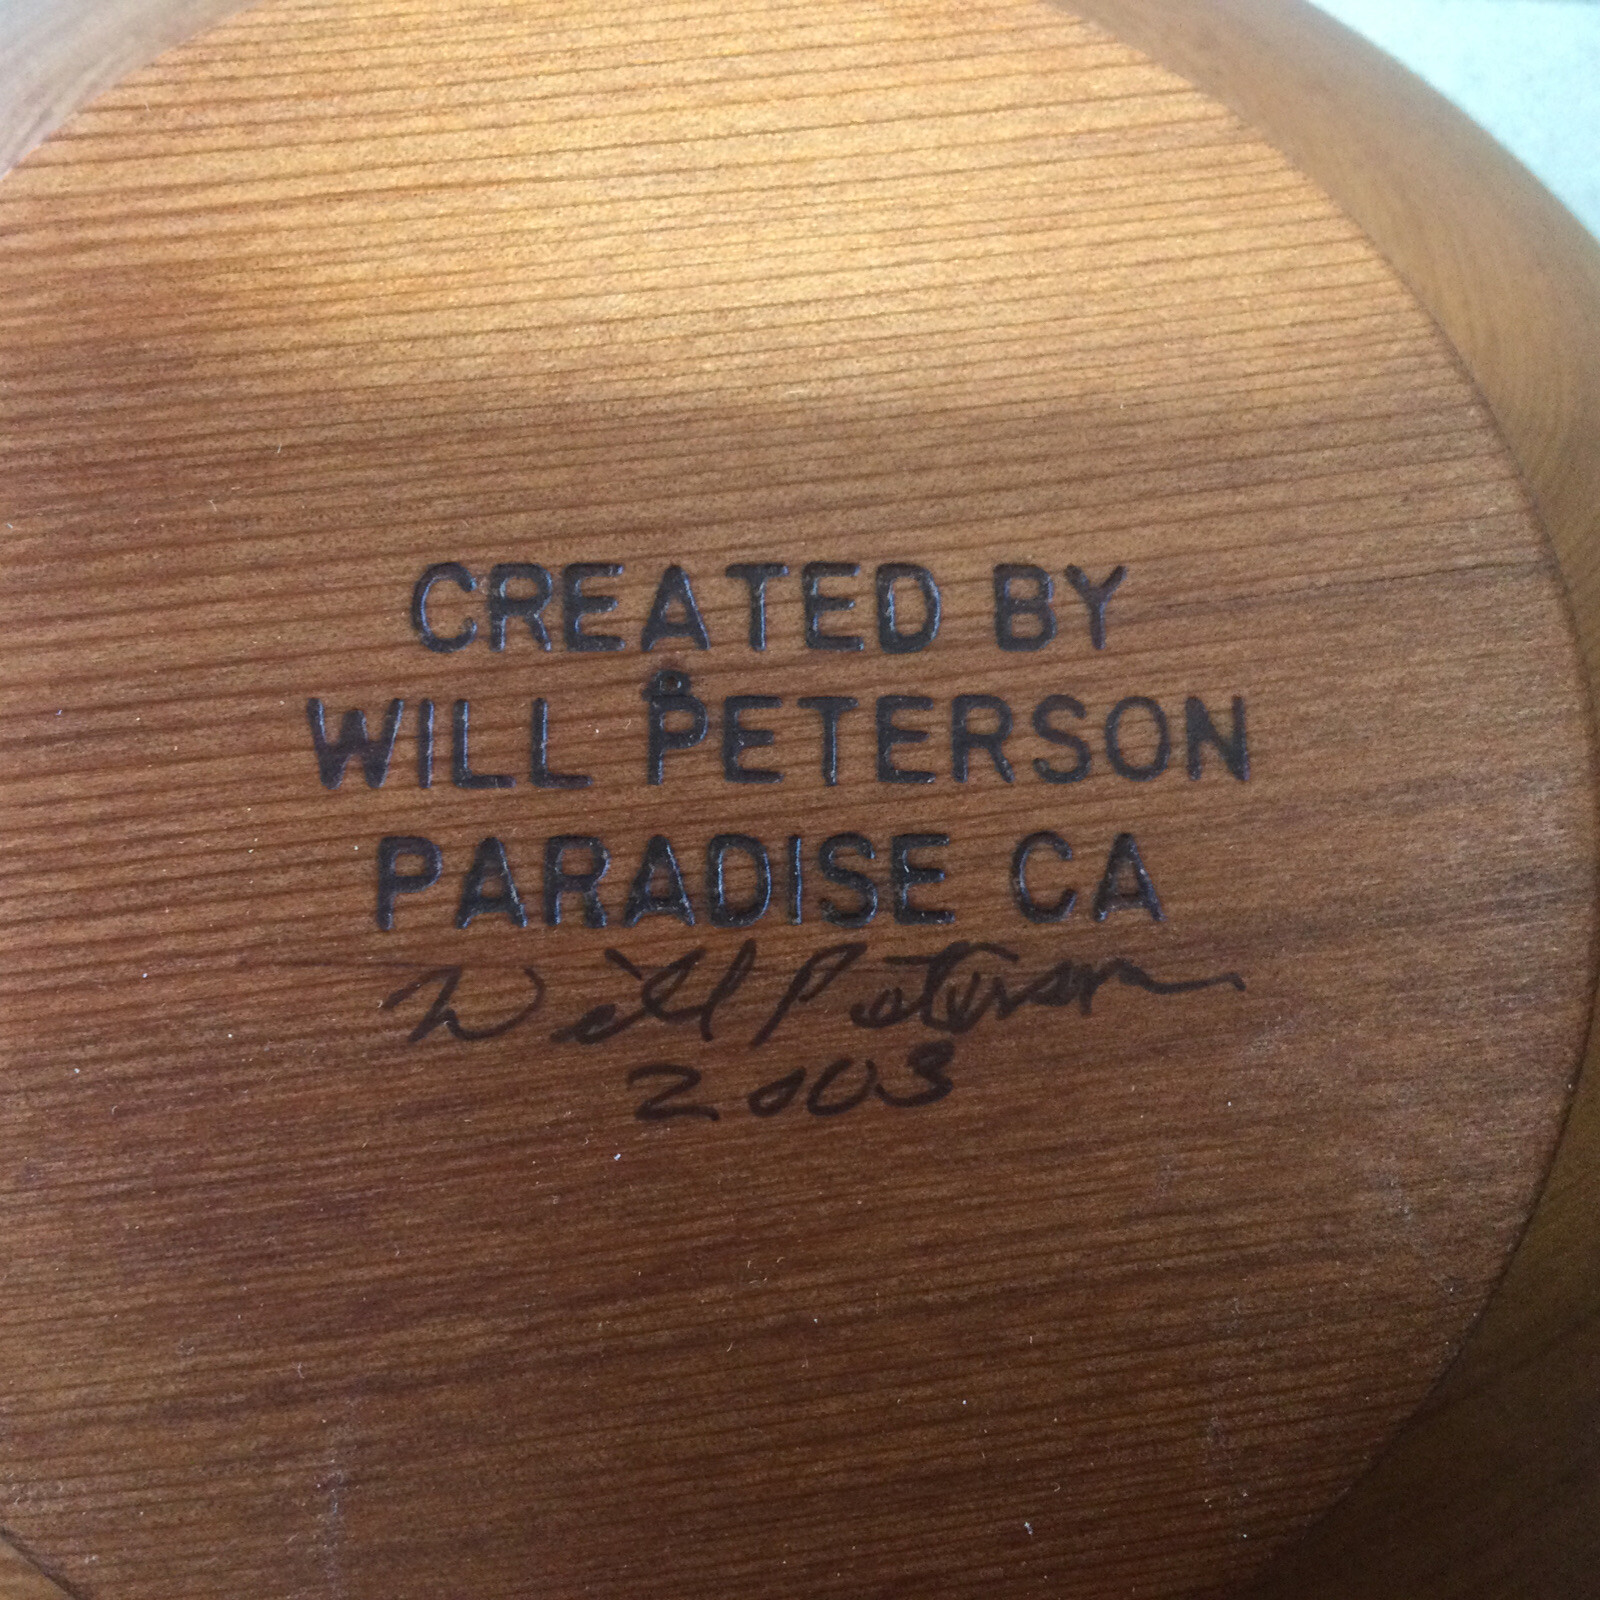 CREATED BY
WILL PETERSON
PARADISE CA
Will Peterson
2003